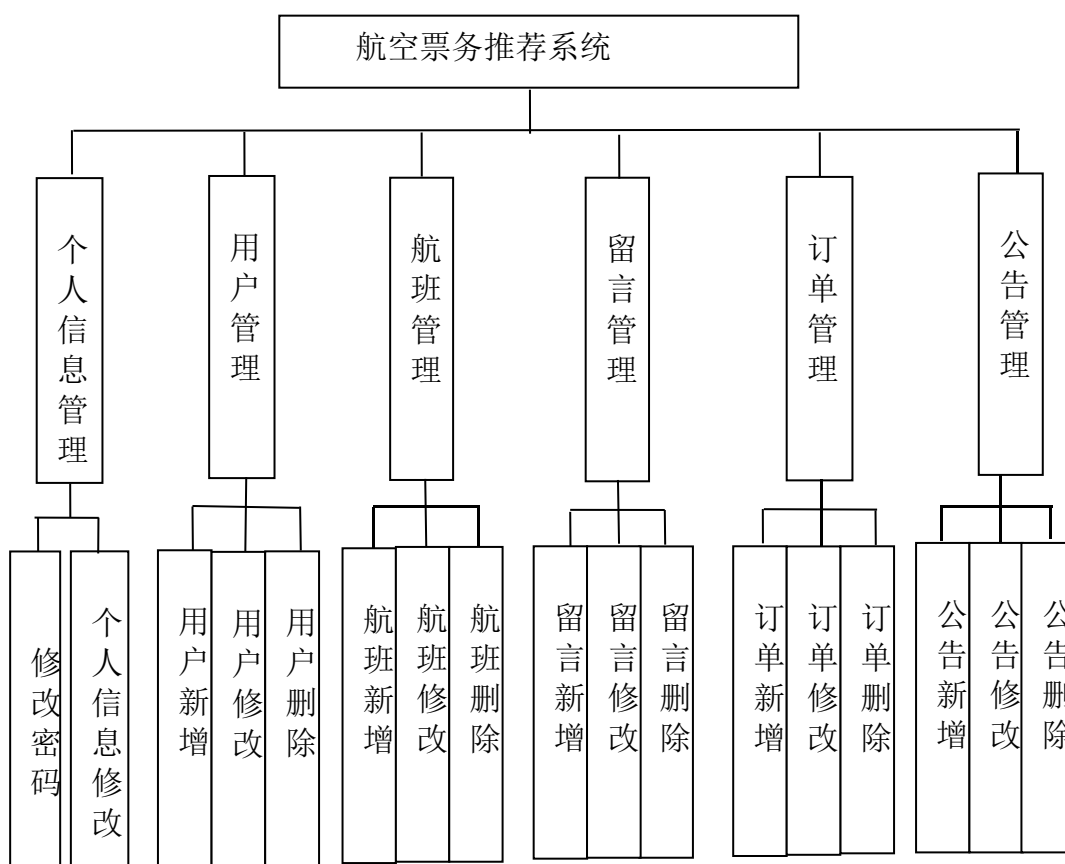 航空票务推荐系统
个人信息管理
用户管理
航班管理
留言管理
订单管理
公告管理
修改密码
个人信息修改
用户新增
用户修改
用户删除
航班新增
航班修改
航班删除
留言新增
留言修改
留言删除
订单新增
订单修改
订单删除
公告新增
公告修改
公告删除